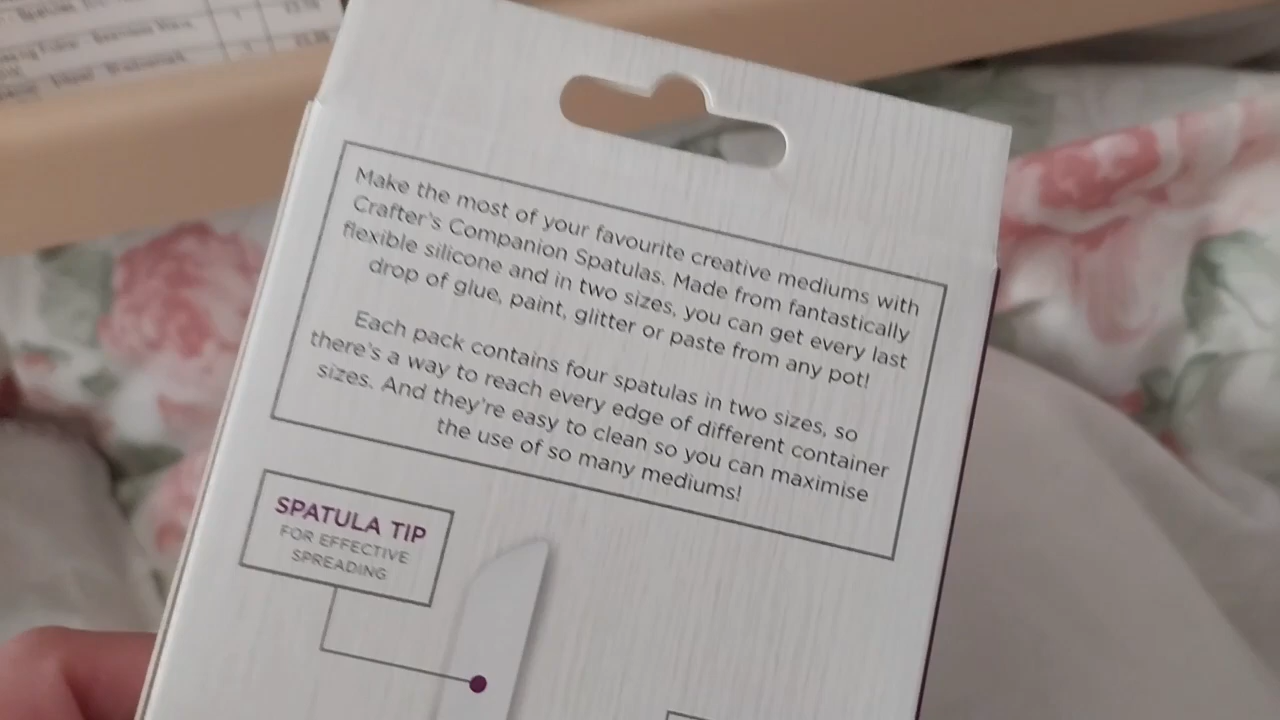 Make the most of your favourite creative mediums with
Crafter's Companion Spatulas. Made from fantastically
flexible silicone and in two sizes, you can get every last
drop of glue, paint, glitter or paste from any pot!
Each pack contains four spatulas in two sizes, so
there's a way to reach every edge of different container
sizes. And they're easy to clean so you can maximise
the use of so many mediums!
SPATULA TIP
FOR EFFECTIVE
SPREADING